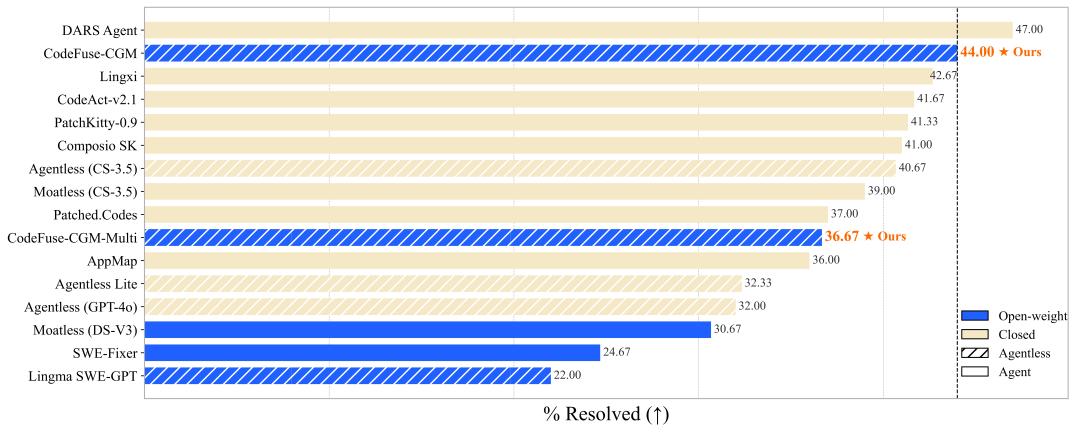 DARS Agent 47.00
CodeFuse-CGM 44.00 ★ Ours
Lingxi 42.67
CodeAct-v2.1 41.67
PatchKitty-0.9 41.33
Composio SK 41.00
Agentless (CS-3.5) 40.67
Moatless (CS-3.5) 39.00
Patched.Codes 37.00
CodeFuse-CGM-Multi 36.67 ★ Ours
AppMap 36.00
Agentless Lite 32.33
Agentless (GPT-4o) 32.00
Moatless (DS-V3) 30.67
SWE-Fixer 24.67
Lingma SWE-GPT 22.00
Open-weight
Closed
Agentless
Agent
% Resolved (↑)